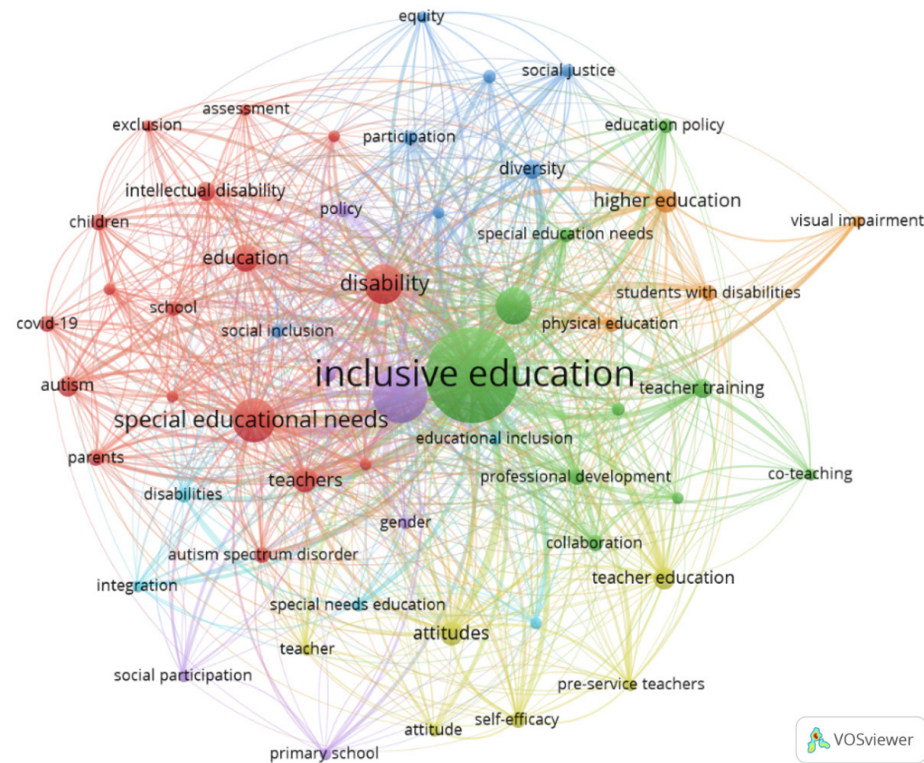 equity
social justice
assessment
exclusion
participation
education policy
diversity
intellectual disability
policy
higher education
children
visual impairment
special education needs
education
disability
students with disabilities
school
covid-19
social inclusion
physical education
inclusive education
autism
teacher training
special educational needs
educational inclusion
parents
teachers
professional development
co-teaching
disabilities
gender
collaboration
autism spectrum disorder
teacher education
integration
special needs education
attitudes
teacher
social participation
pre-service teachers
self-efficacy
attitude
primary school
VOSviewer